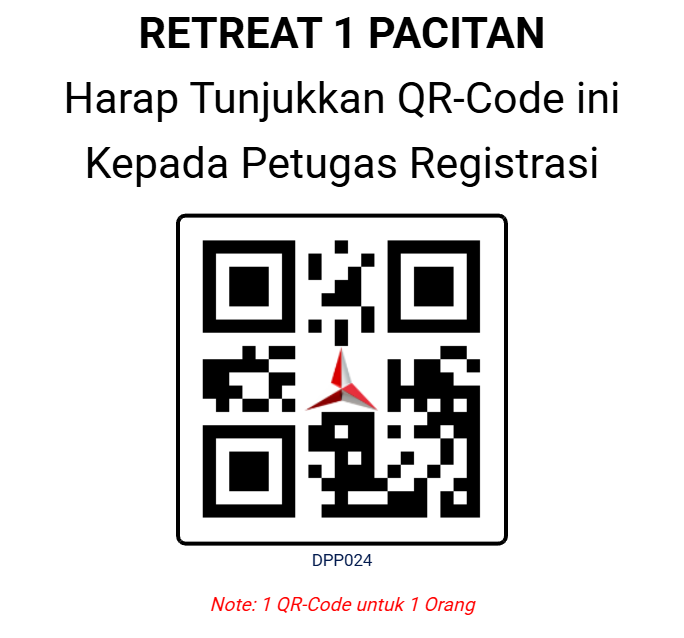 RETREAT 1 PACITAN
Harap Tunjukkan QR-Code ini
Kepada Petugas Registrasi
DPP024
Note: 1 QR-Code untuk 1 Orang